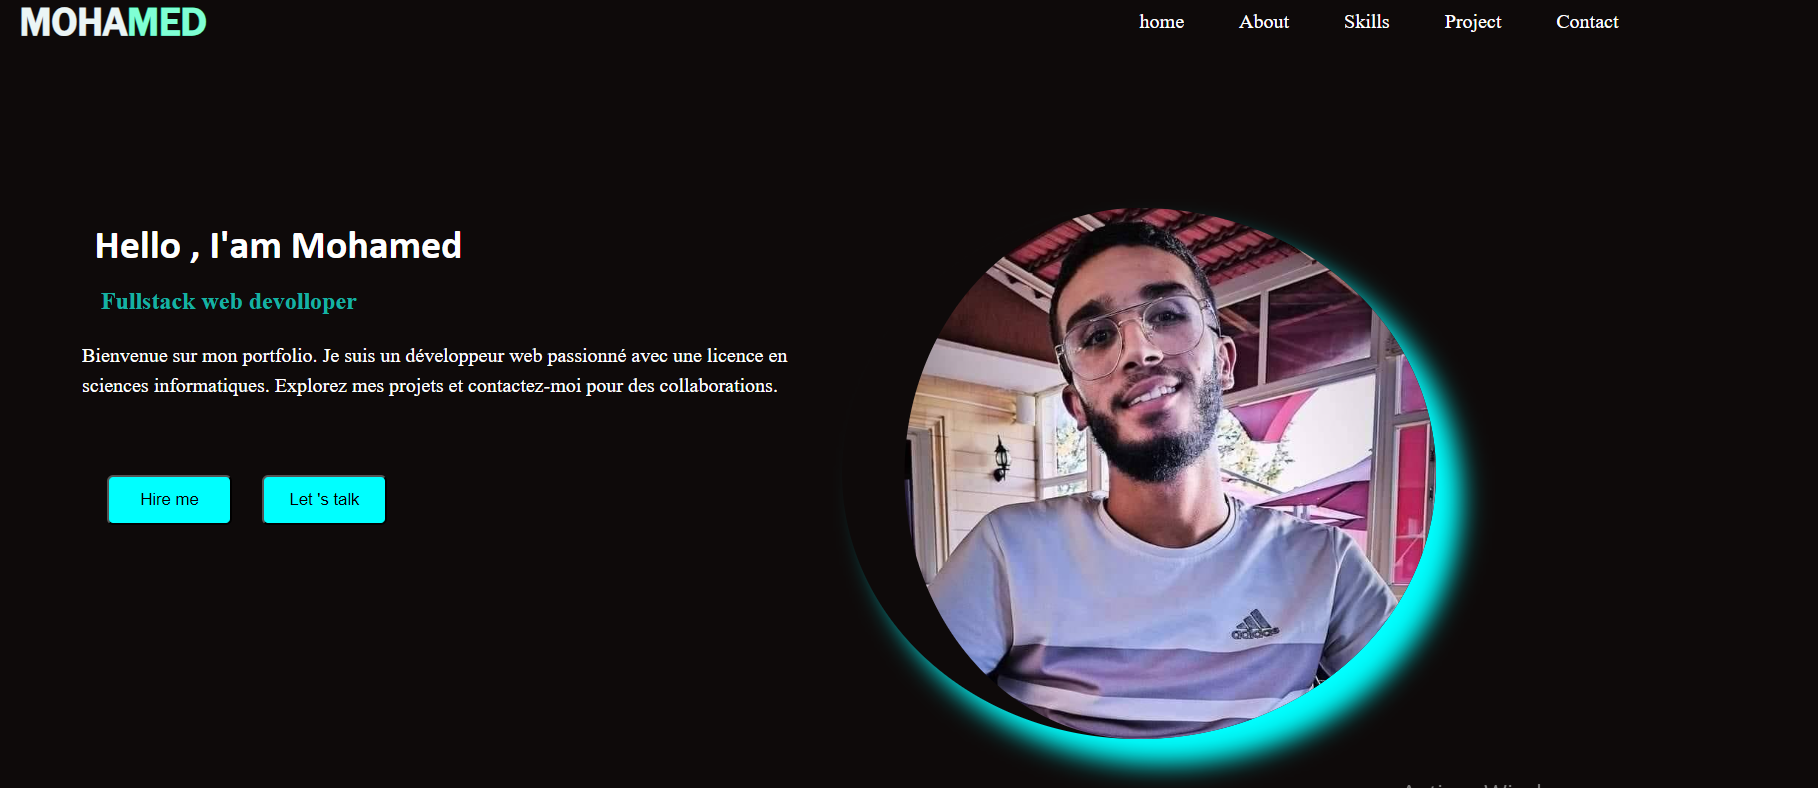 MOHAMED
home About Skills Project Contact
Hello , I'am Mohamed
Fullstack web devolloper
Bienvenue sur mon portfolio. Je suis un développeur web passionné avec une licence en
sciences informatiques. Explorez mes projets et contactez-moi pour des collaborations.
Hire me
Let 's talk
adidas